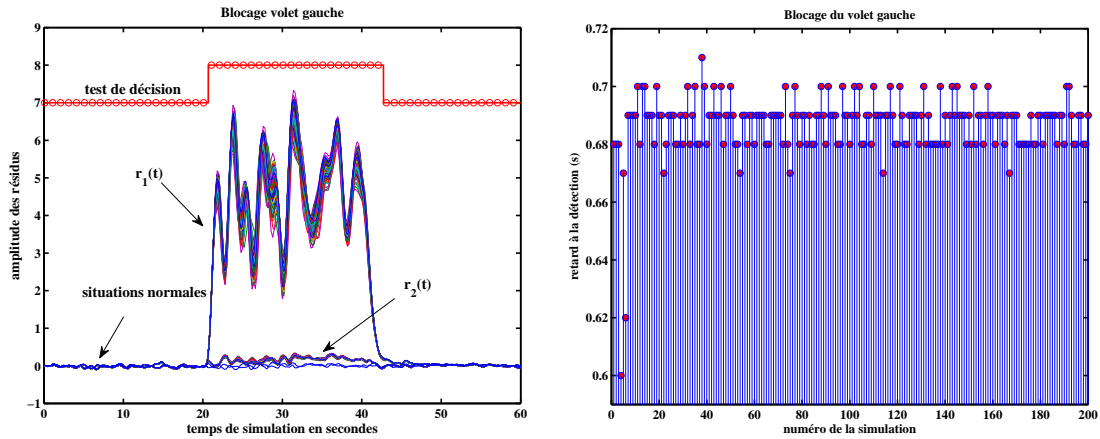 Blocage volet gauche
9
8
7
6
5
4
3
2
1
0
−1
amplitude des résidus
test de décision
r1(t)
situations normales
r2(t)
0 10 20 30 40 50 60
temps de simulation en secondes
Blocage du volet gauche
0.72
0.7
0.68
0.66
0.64
0.62
0.6
retard à la détection (s)
0 20 40 60 80 100 120 140 160 180 200
numéro de la simulation